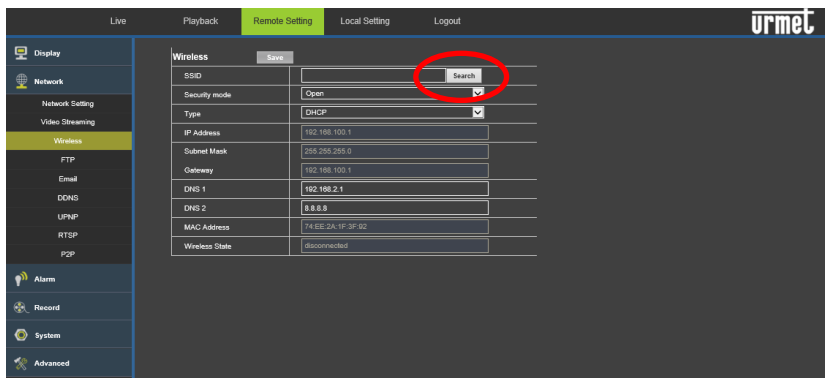 Live Playback Remote Setting Local Setting Logout urmet
Display
Network
Network Setting
Video Streaming
Wireless
FTP
Email
DDNS
UPNP
RTSP
P2P
Alarm
Record
System
Advanced
Wireless Save
SSID Search
Security mode Open
Type DHCP
IP Address 192.168.100.1
Subnet Mask 255.255.255.0
Gateway 192.168.100.1
DNS 1 192.168.2.1
DNS 2 8.8.8.8
MAC Address 74:EE:2A:1F:3F:92
Wireless State disconnected